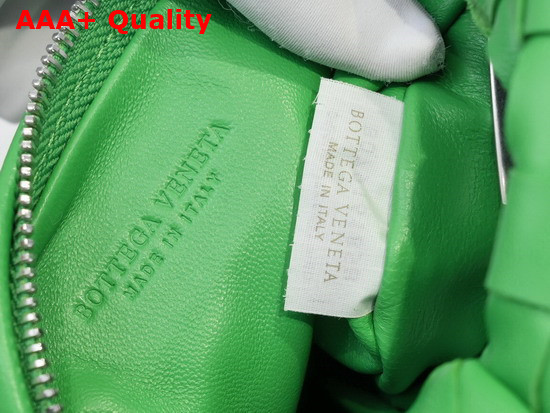 AAA+ Quality
BOTTEGA VENETA
MADE IN ITALY
BOTTEGA VENETA
MADE IN ITALY